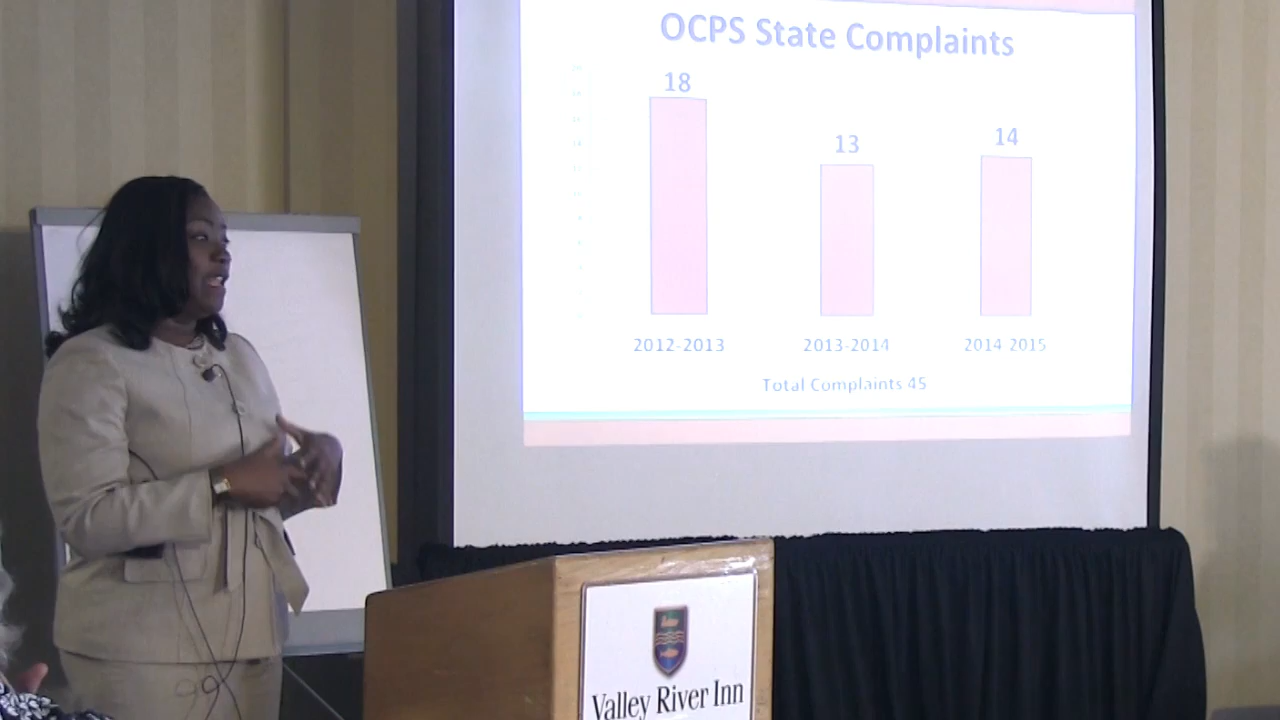 OCPS State Complaints
18
13
14
2012-2013
2013-2014
2014 2015
Total Complaints 45
Valley River Inn